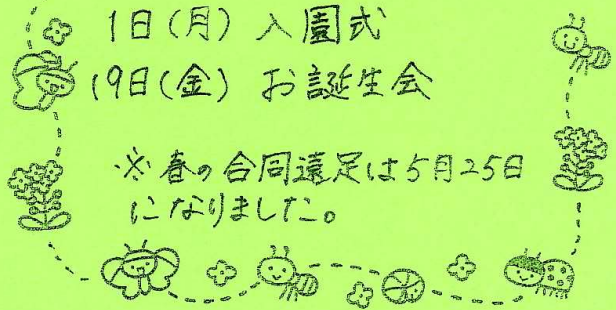 1日(月) 入園式
19日(金) お誕生会
※春の合同遠足は5月25日
になりました。